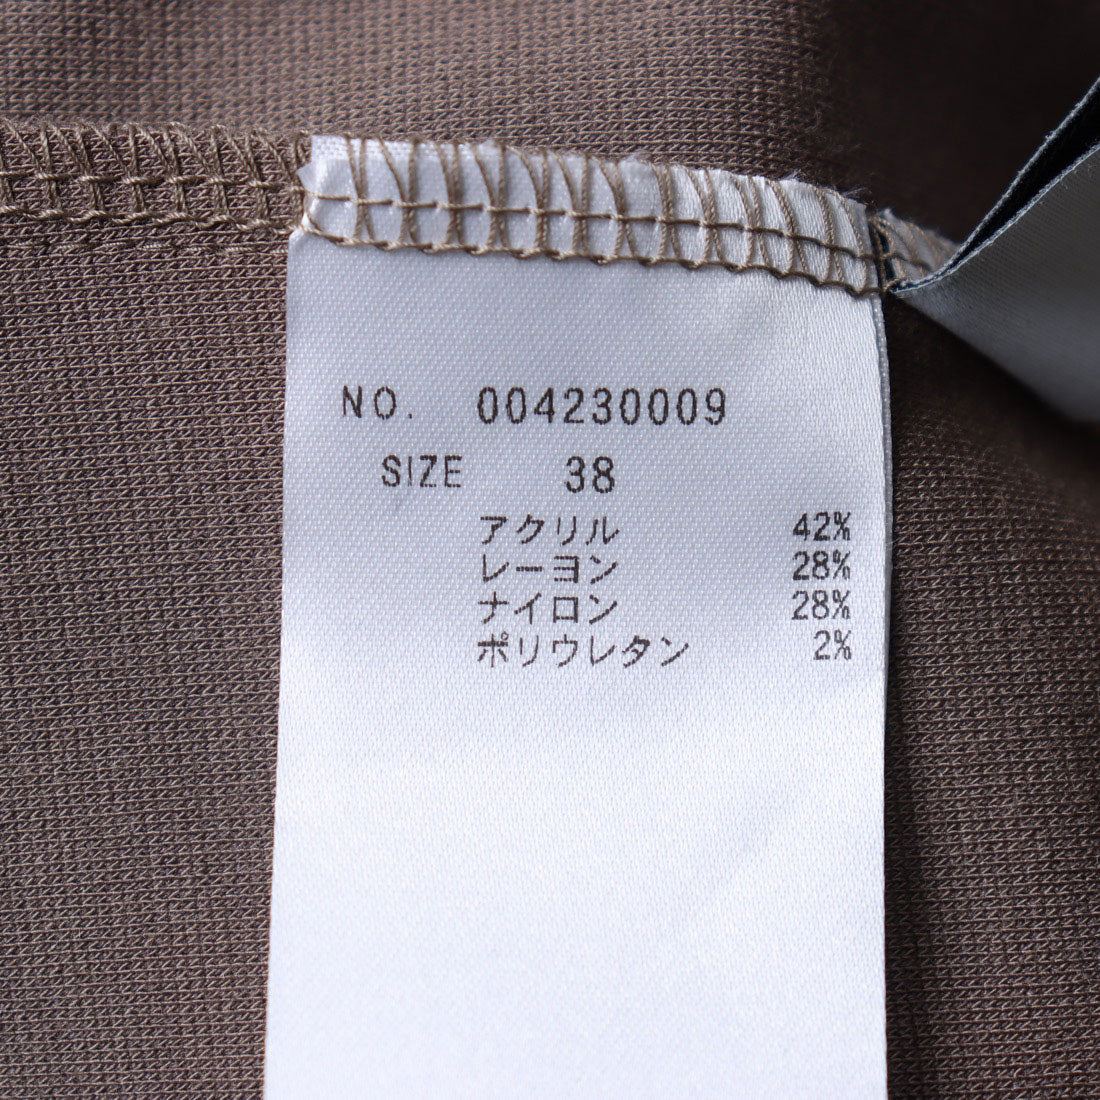 NO. 004230009
SIZE 38
アクリル 42%
レーヨン 28%
ナイロン 28%
ポリウレタン 2%